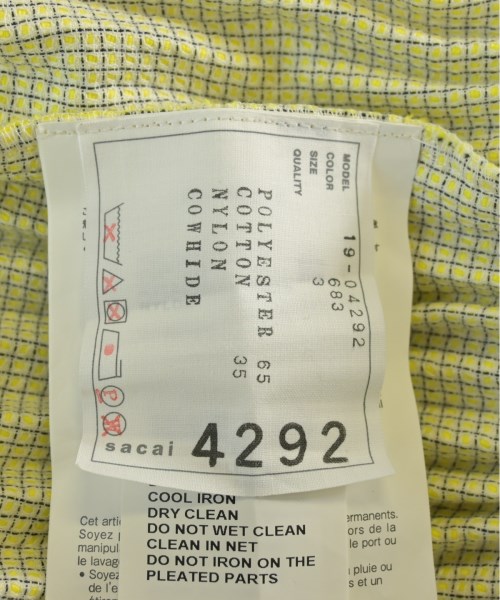 MODEL 19-04292
COLOR 683
SIZE 3
QUALITY
POLYESTER 65
COTTON 35
NYLON
COWHIDE
sacai 4292
COOL IRON
DRY CLEAN
DO NOT WET CLEAN
CLEAN IN NET
DO NOT IRON ON THE
PLEATED PARTS
Cet arti
Soyez
manipul
le lavag
• Soyez
de l'e
rmanents.
ors de la
le port ou
pluie ou
s et un